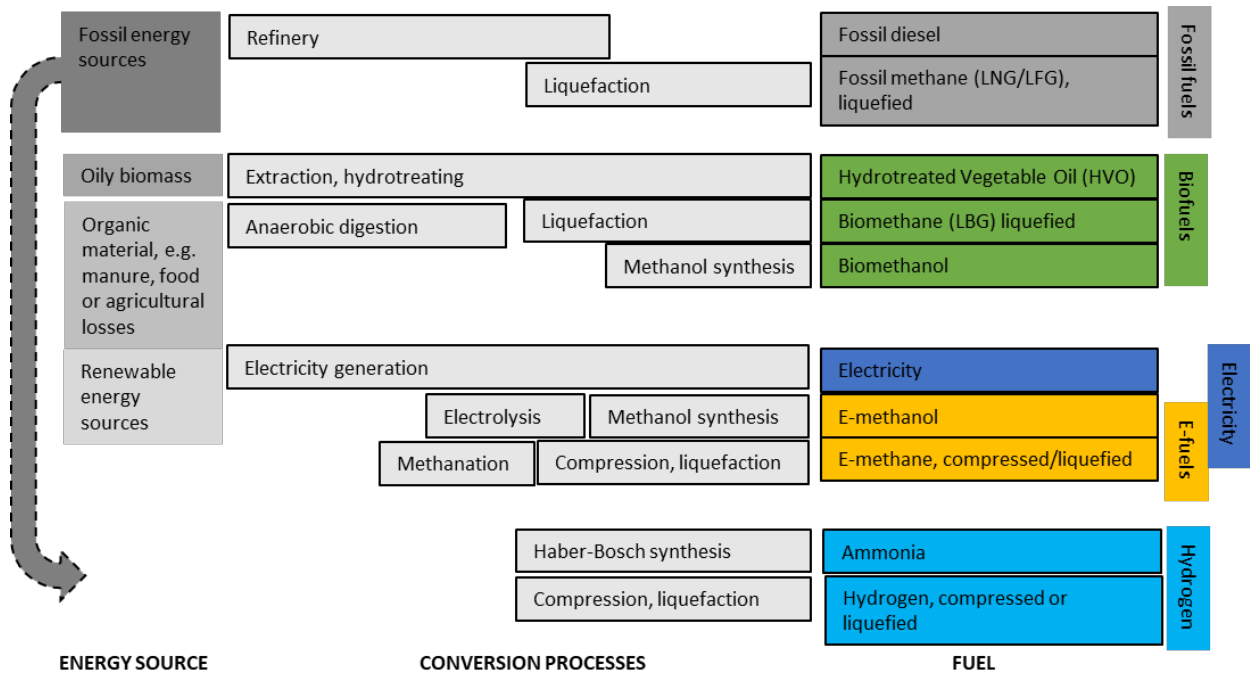 Fossil energy
sources
Refinery
Fossil diesel
Liquefaction
Fossil methane (LNG/LFG),
liquefied
Fossil fuels
Oily biomass
Extraction, hydrotreating
Hydrotreated Vegetable Oil (HVO)
Organic
material, e.g.
manure, food
or agricultural
losses
Anaerobic digestion
Liquefaction
Biomethane (LBG) liquefied
Methanol synthesis
Biomethanol
Biofuels
Renewable
energy
sources
Electricity generation
Electricity
Electrolysis
Methanol synthesis
E-methanol
Methanation
Compression, liquefaction
E-methane, compressed/liquefied
E-fuels
Electricity
Haber-Bosch synthesis
Ammonia
Compression, liquefaction
Hydrogen, compressed or
liquefied
Hydrogen
ENERGY SOURCE
CONVERSION PROCESSES
FUEL